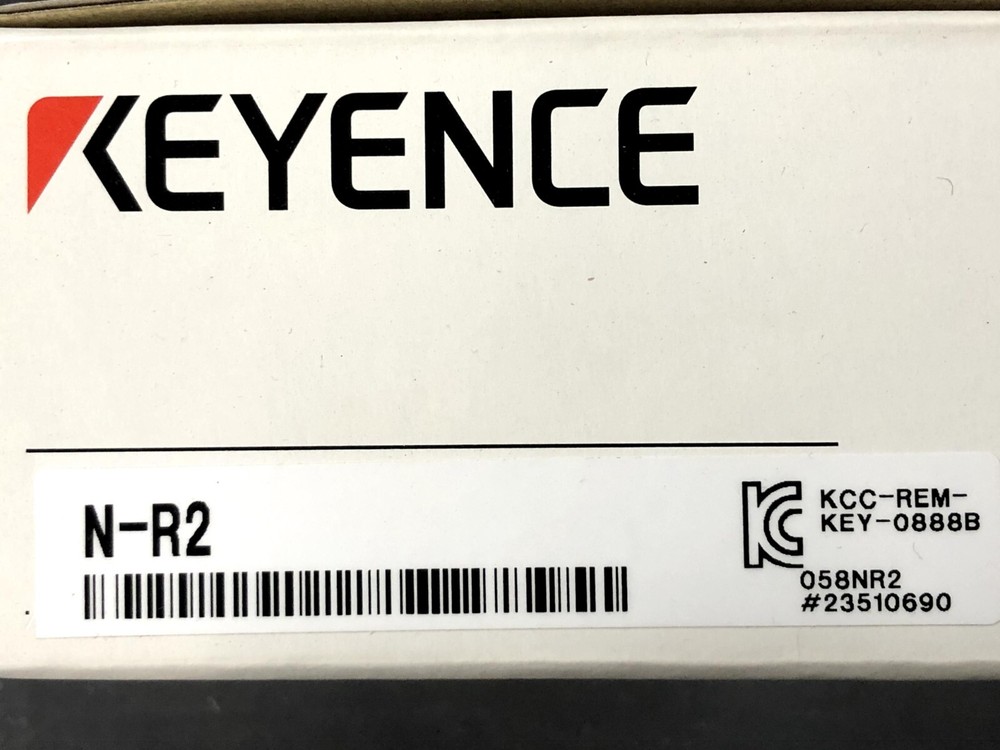 KEYENCE
N-R2
KCC-REM-
KEY-0888B
058NR2
#23510690